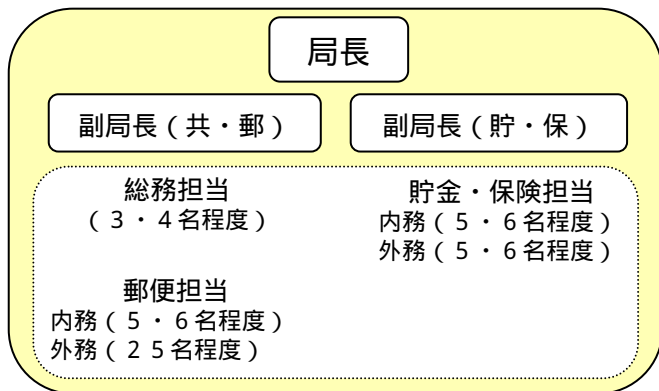 局長
副局長（共・郵）
副局長（貯・保）
総務担当
（３・４名程度）
郵便担当
内務（５・６名程度）
外務（２５名程度）
貯金・保険担当
内務（５・６名程度）
外務（５・６名程度）